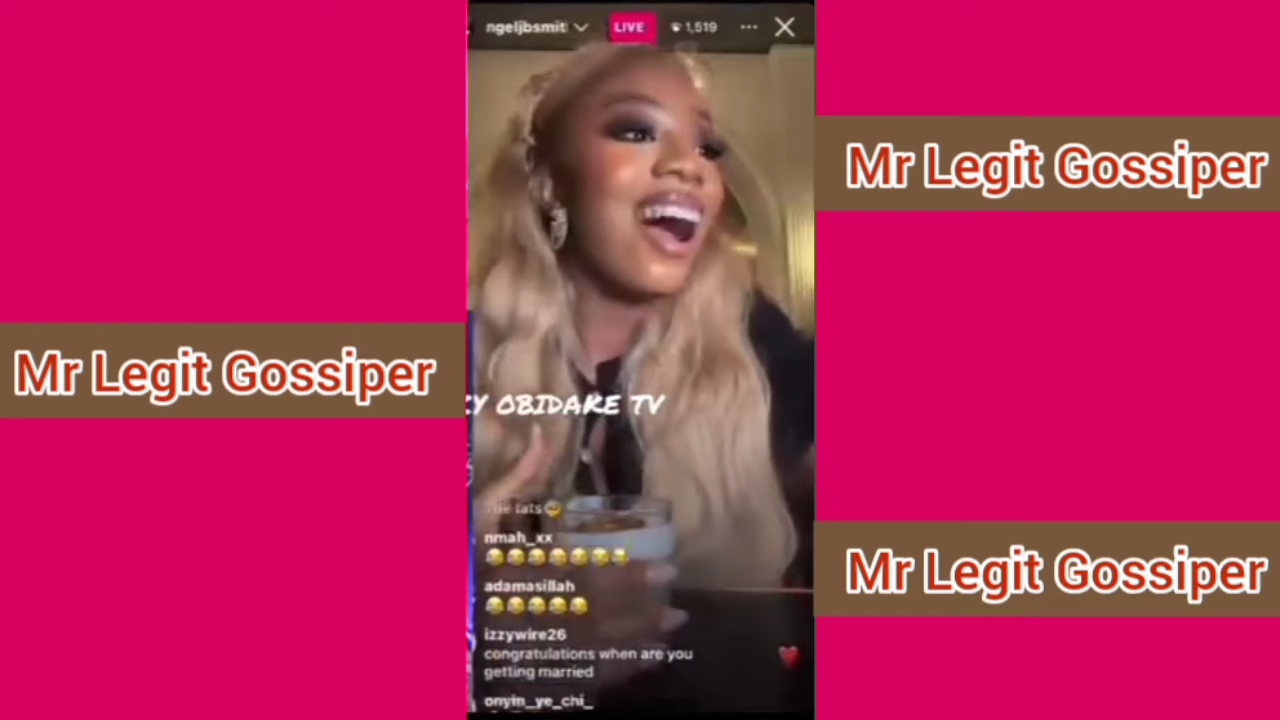 ngeljbsmit
LIVE
1,519
Mr Legit Gossiper
Mr Legit Gossiper
Y OBIDAKE TV
nmah_xx
😂😂😂😂😂😂😂
adamasillah
😂😂😂😂😂
izzywire26
congratulations when are you
getting married
onyin_ye_chi_
Mr Legit Gossiper